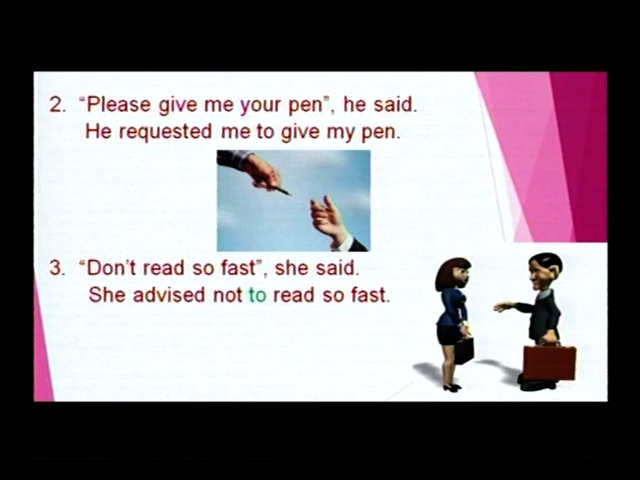 2. “Please give me your pen”, he said.
He requested me to give my pen.
3. “Don’t read so fast”, she said.
She advised not to read so fast.